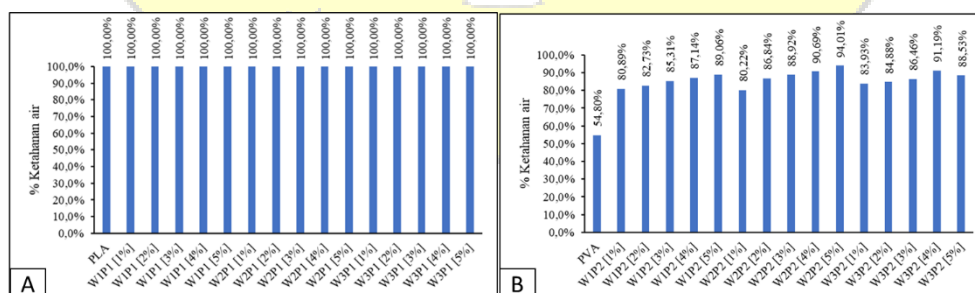 100,00% 100,00% 100,00% 100,00% 100,00% 100,00% 100,00% 100,00% 100,00% 100,00% 100,00% 100,00% 100,00% 100,00% 100,00% 100,00%
100,0%
90,0%
80,0%
70,0%
60,0%
50,0%
40,0%
30,0%
20,0%
10,0%
0,0%
% Ketahanan air
PLA
W1P1 [1%]
W1P1 [2%]
W1P1 [3%]
W1P1 [4%]
W1P1 [5%]
W2P1 [1%]
W2P1 [2%]
W2P1 [3%]
W2P1 [4%]
W2P1 [5%]
W3P1 [1%]
W3P1 [2%]
W3P1 [3%]
W3P1 [4%]
W3P1 [5%]
A
54,80% 80,89% 82,73% 85,31% 87,14% 89,06% 80,22% 86,84% 88,92% 90,69% 94,01% 83,93% 84,88% 86,46% 91,19% 88,53%
100,0%
90,0%
80,0%
70,0%
60,0%
50,0%
40,0%
30,0%
20,0%
10,0%
0,0%
% Ketahanan air
PVA
W1P2 [1%]
W1P2 [2%]
W1P2 [3%]
W1P2 [4%]
W1P2 [5%]
W2P2 [1%]
W2P2 [2%]
W2P2 [3%]
W2P2 [4%]
W2P2 [5%]
W3P2 [1%]
W3P2 [2%]
W3P2 [3%]
W3P2 [4%]
W3P2 [5%]
B